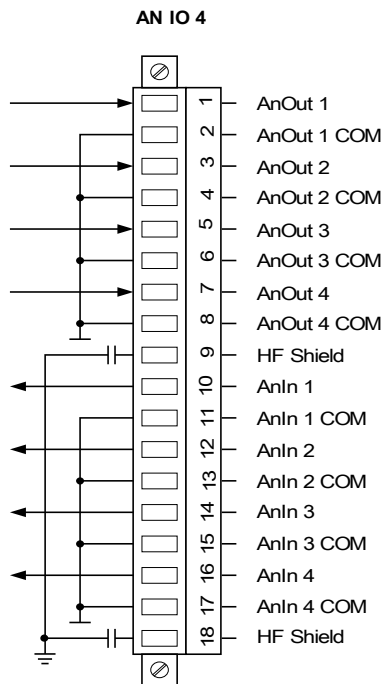 AN IO 4
1 AnOut 1
2 AnOut 1 COM
3 AnOut 2
4 AnOut 2 COM
5 AnOut 3
6 AnOut 3 COM
7 AnOut 4
8 AnOut 4 COM
9 HF Shield
10 AnIn 1
11 AnIn 1 COM
12 AnIn 2
13 AnIn 2 COM
14 AnIn 3
15 AnIn 3 COM
16 AnIn 4
17 AnIn 4 COM
18 HF Shield